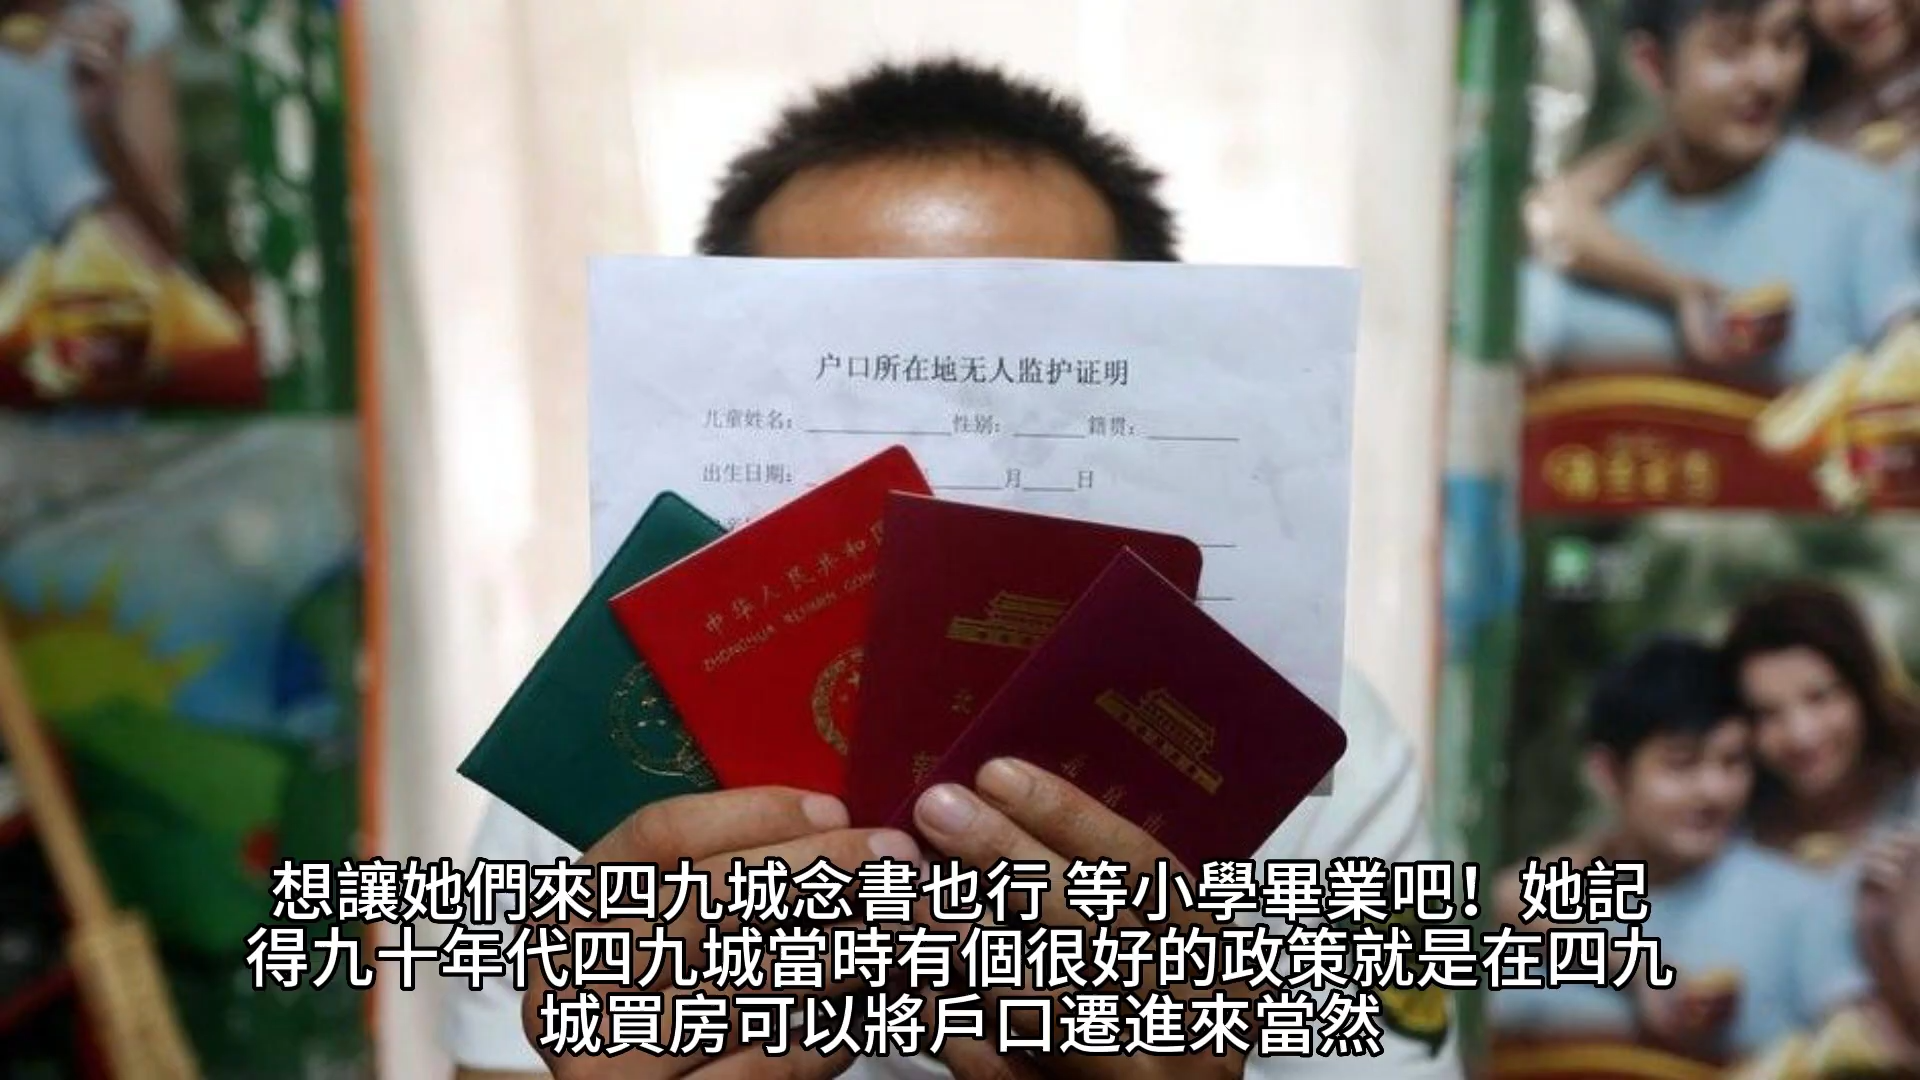 户口所在地无人监护证明
儿童姓名：
性别：
籍贯：
出生日期：
月
日
中华人民共和国
ZHONGHUA RENMIN GONG
想讓她們來四九城念書也行 等小學畢業吧！她記
得九十年代四九城當時有個很好的政策就是在四九
城買房可以將戶口遷進來當然